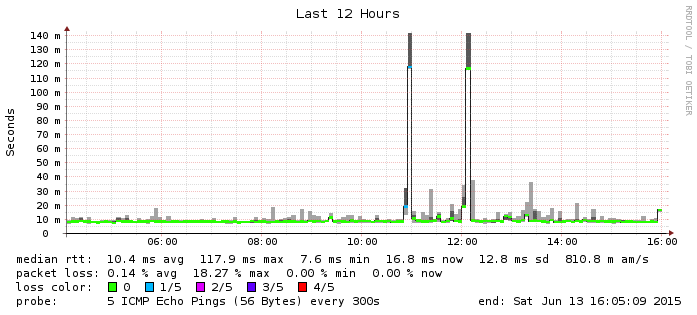 Last 12 Hours
RRDTOOL / TOBI OETIKER
Seconds
140 m
130 m
120 m
110 m
100 m
90 m
80 m
70 m
60 m
50 m
40 m
30 m
20 m
10 m
0
06:00 08:00 10:00 12:00 14:00 16:00
median rtt: 10.4 ms avg 117.9 ms max 7.6 ms min 16.8 ms now 12.8 ms sd 810.8 m am/s
packet loss: 0.14 % avg 18.27 % max 0.00 % min 0.00 % now
loss color: 0 1/5 2/5 3/5 4/5
probe: 5 ICMP Echo Pings (56 Bytes) every 300s end: Sat Jun 13 16:05:09 2015